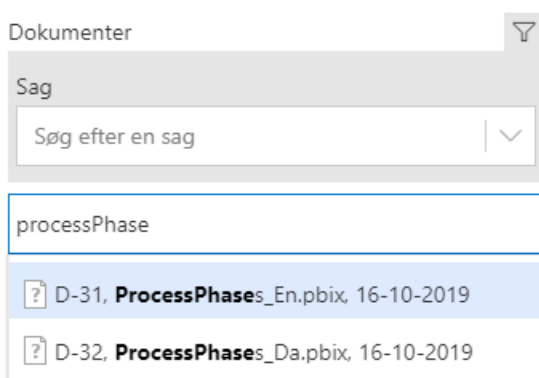 Dokumenter
Sag
Søg efter en sag
processPhase
D-31, ProcessPhases_En.pbix, 16-10-2019
D-32, ProcessPhases_Da.pbix, 16-10-2019